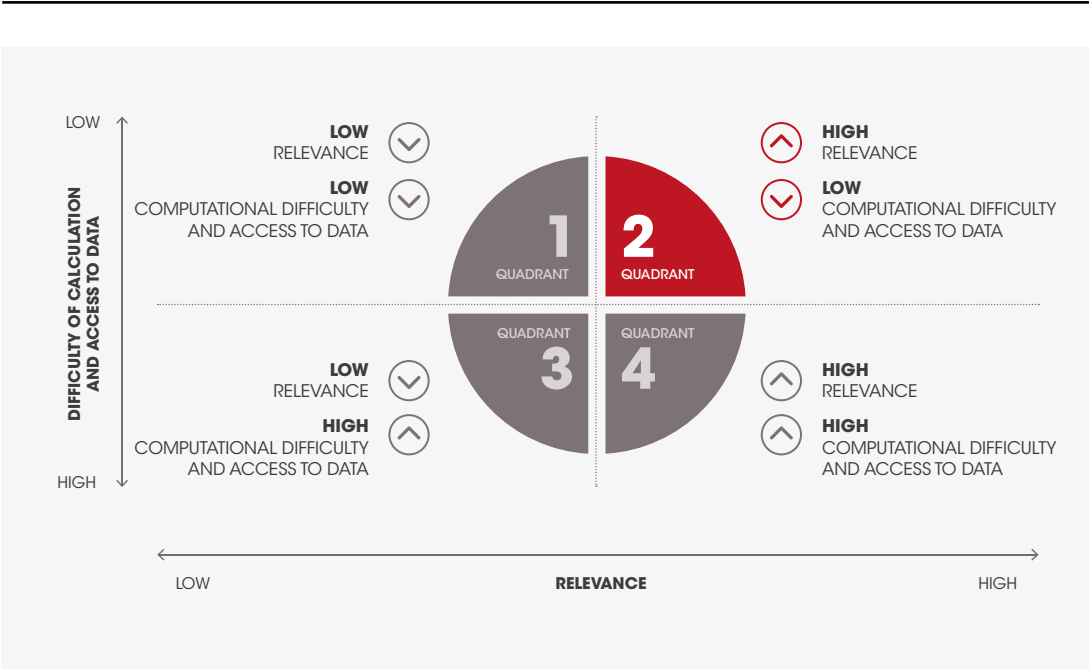 LOW
DIFFICULTY OF CALCULATION
AND ACCESS TO DATA
HIGH
LOW
RELEVANCE
LOW
COMPUTATIONAL DIFFICULTY
AND ACCESS TO DATA
1
QUADRANT
2
QUADRANT
HIGH
RELEVANCE
LOW
COMPUTATIONAL DIFFICULTY
AND ACCESS TO DATA
LOW
RELEVANCE
HIGH
COMPUTATIONAL DIFFICULTY
AND ACCESS TO DATA
QUADRANT
3
QUADRANT
4
HIGH
RELEVANCE
HIGH
COMPUTATIONAL DIFFICULTY
AND ACCESS TO DATA
LOW
RELEVANCE
HIGH